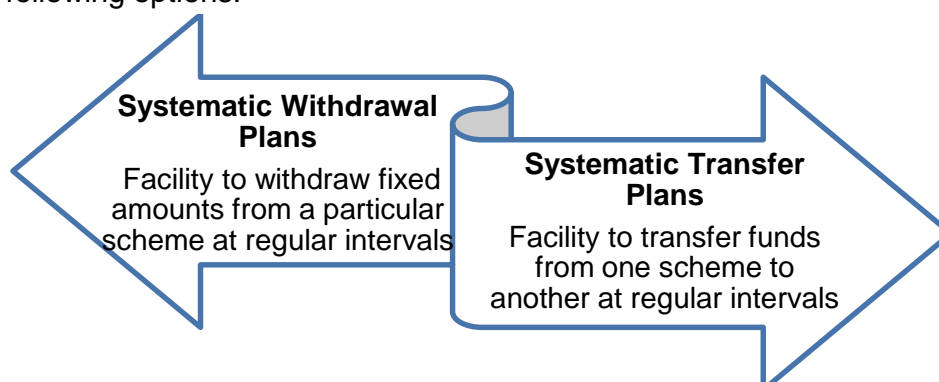 following options:
Systematic Withdrawal
Plans
Facility to withdraw fixed
amounts from a particular
scheme at regular intervals
Systematic Transfer
Plans
Facility to transfer funds
from one scheme to
another at regular intervals